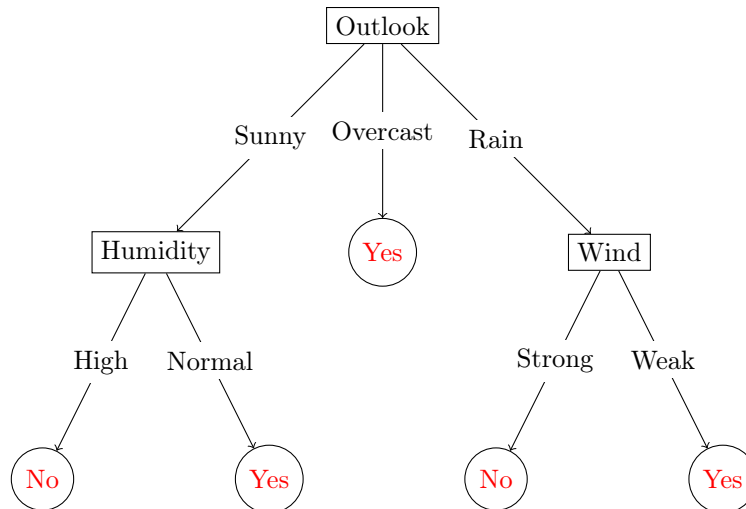 Outlook
Sunny Overcast Rain
Humidity Yes Wind
High Normal Strong Weak
No Yes No Yes